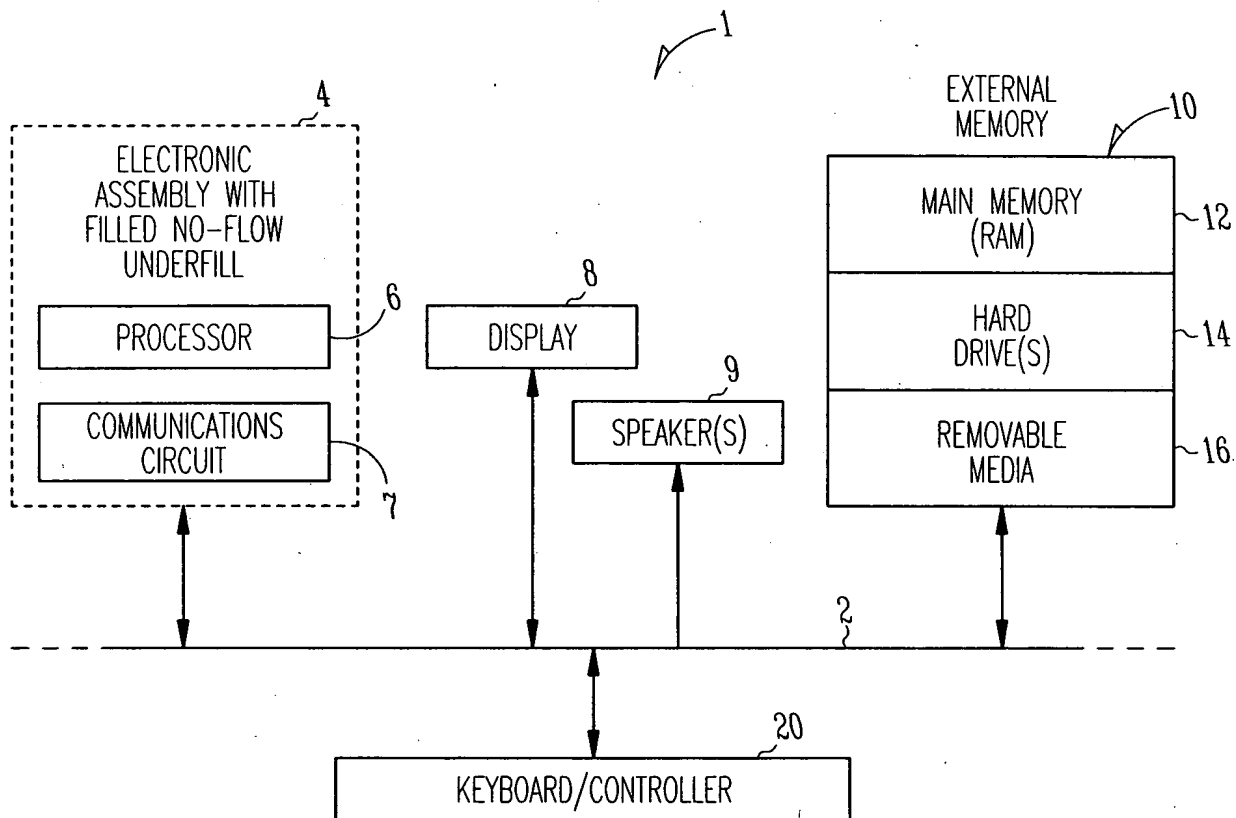 1
4
ELECTRONIC
ASSEMBLY WITH
FILLED NO-FLOW
UNDERFILL
PROCESSOR
6
COMMUNICATIONS
CIRCUIT
7
8
DISPLAY
9
SPEAKER(S)
EXTERNAL
MEMORY
10
MAIN MEMORY
(RAM)
12
HARD
DRIVE(S)
14
REMOVABLE
MEDIA
16
2
20
KEYBOARD/CONTROLLER